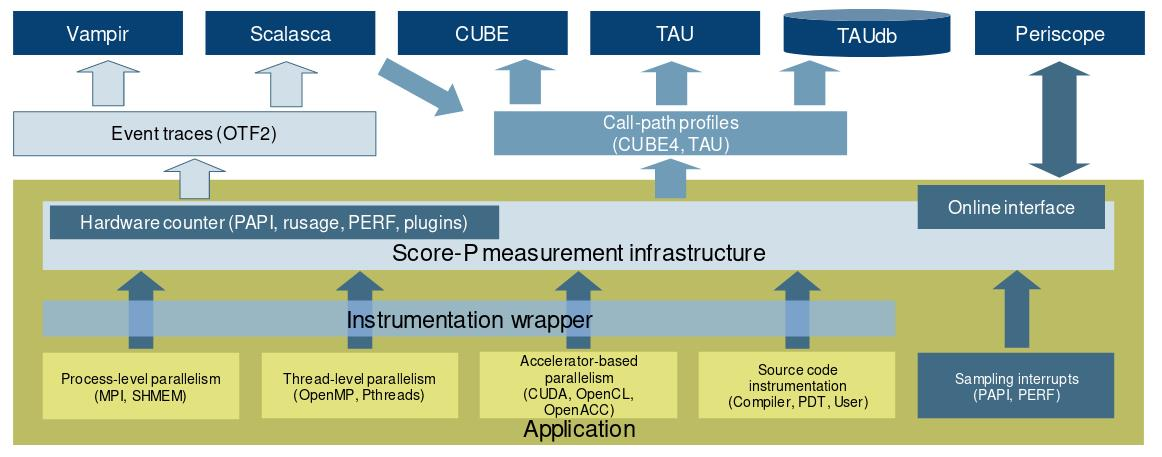 Vampir
Scalasca
CUBE
TAU
TAUdb
Periscope
Event traces (OTF2)
Call-path profiles
(CUBE4, TAU)
Hardware counter (PAPI, rusage, PERF, plugins)
Online interface
Score-P measurement infrastructure
Instrumentation wrapper
Process-level parallelism
(MPI, SHMEM)
Thread-level parallelism
(OpenMP, Pthreads)
Accelerator-based
parallelism
(CUDA, OpenCL,
OpenACC)
Source code
instrumentation
(Compiler, PDT, User)
Sampling interrupts
(PAPI, PERF)
Application